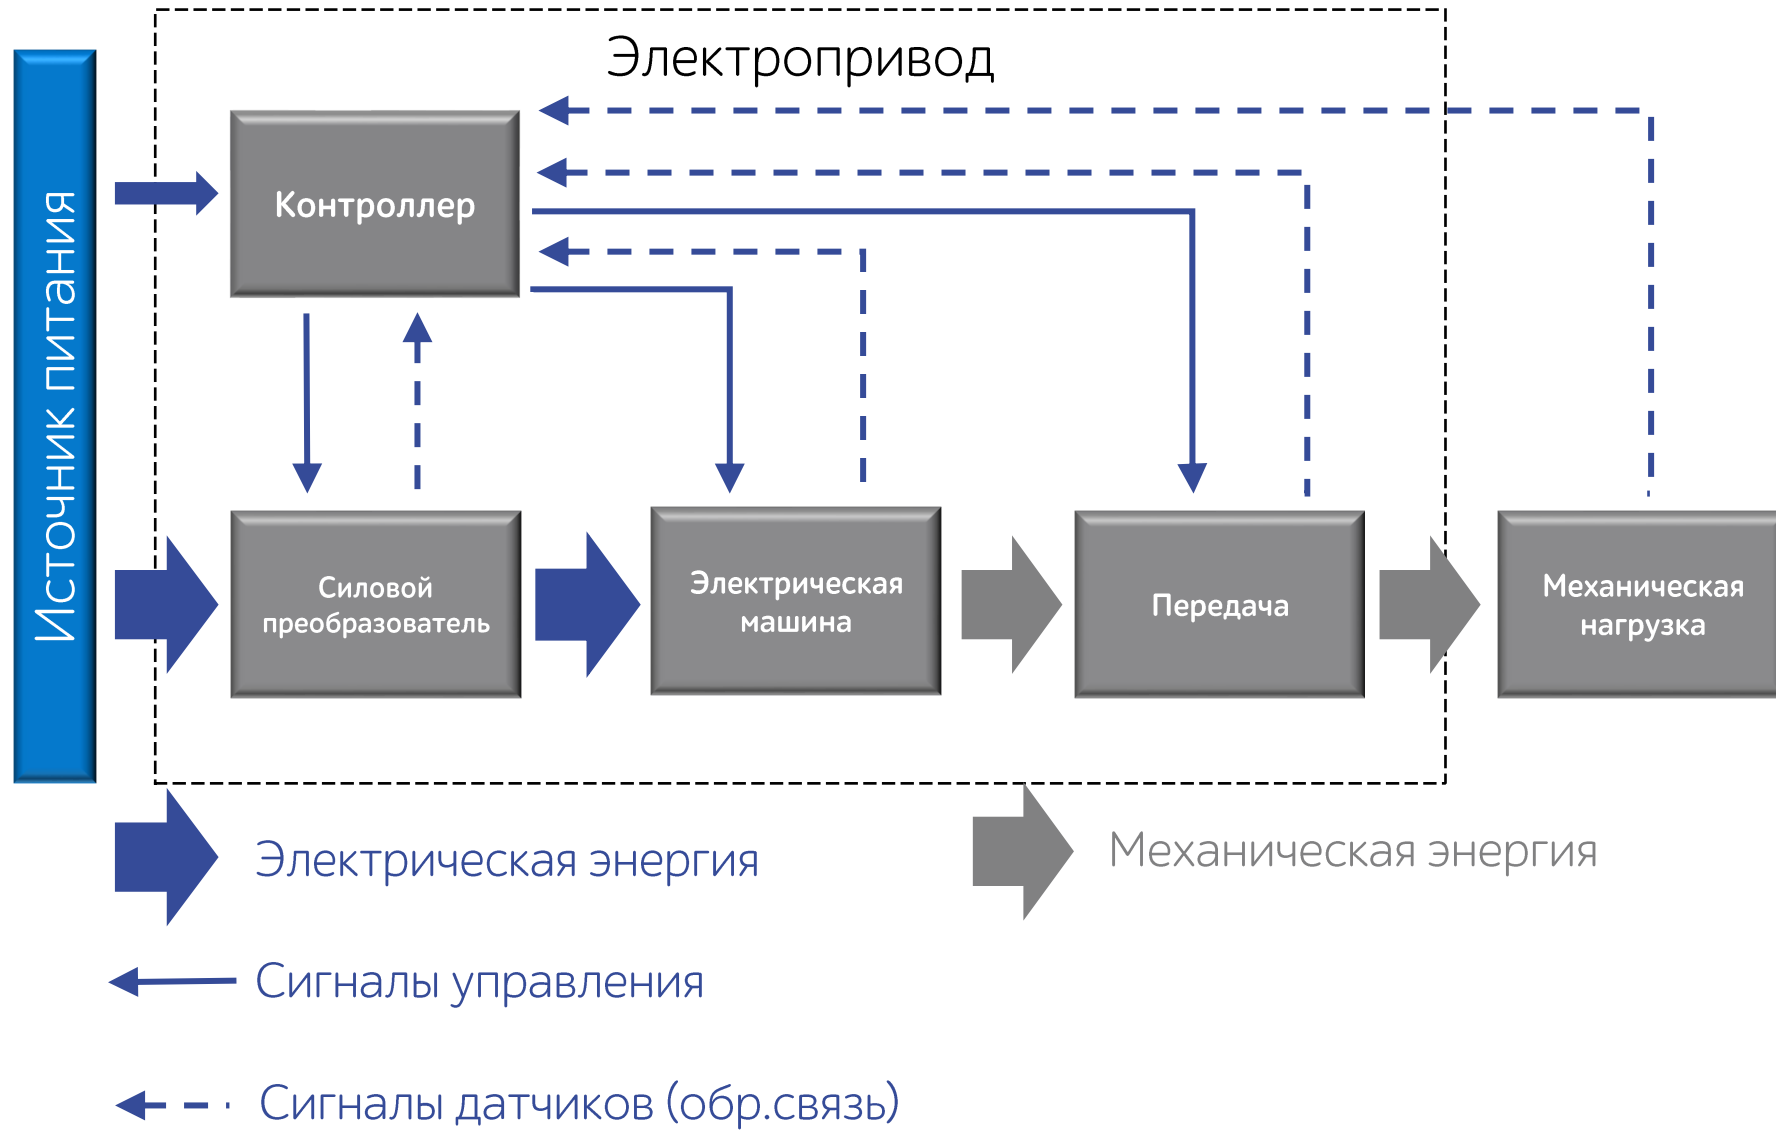 Электропривод
Источник питания
Контроллер
Силовой
преобразователь
Электрическая
машина
Передача
Механическая
нагрузка
Электрическая энергия
Механическая энергия
Сигналы управления
Сигналы датчиков (обр.связь)